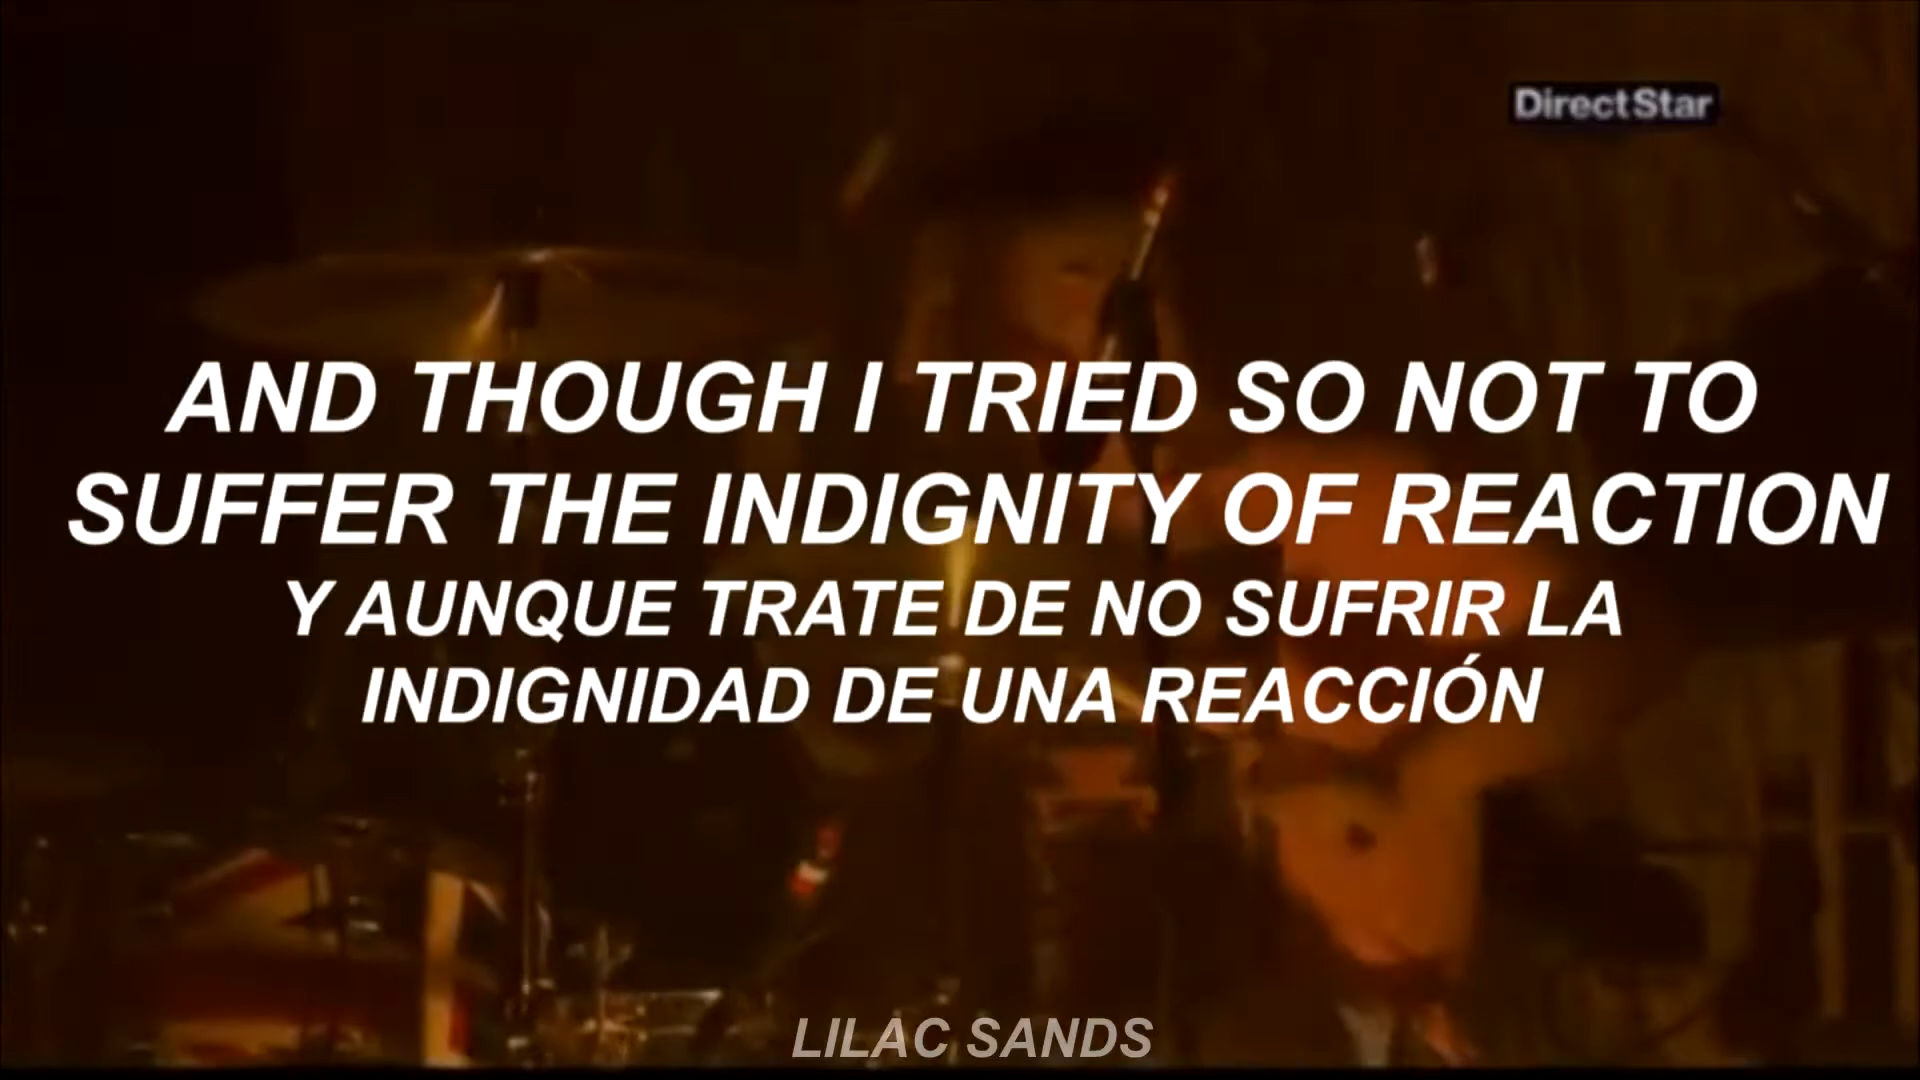 DirectStar
AND THOUGH I TRIED SO NOT TO
SUFFER THE INDIGNITY OF REACTION
Y AUNQUE TRATE DE NO SUFRIR LA
INDIGNIDAD DE UNA REACCIÓN
LILAC SANDS